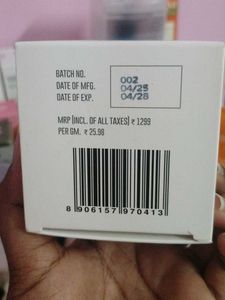 BATCH NO. 002
DATE OF MFG. 04/25
DATE OF EXP. 04/28
MRP (INCL. OF ALL TAXES) ₹ 1299
PER GM. ₹ 25.98
8 906157 970413